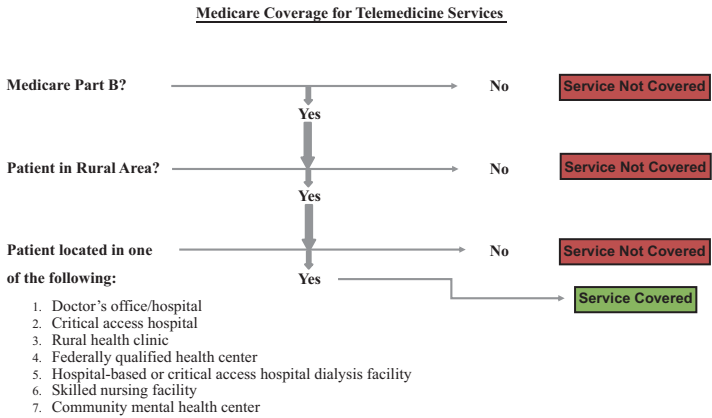 Medicare Coverage for Telemedicine Services
Medicare Part B?
No
Service Not Covered
Yes
Patient in Rural Area?
No
Service Not Covered
Yes
Patient located in one
No
Service Not Covered
of the following:
Yes
Service Covered
1. Doctor's office/hospital
2. Critical access hospital
3. Rural health clinic
4. Federally qualified health center
5. Hospital-based or critical access hospital dialysis facility
6. Skilled nursing facility
7. Community mental health center